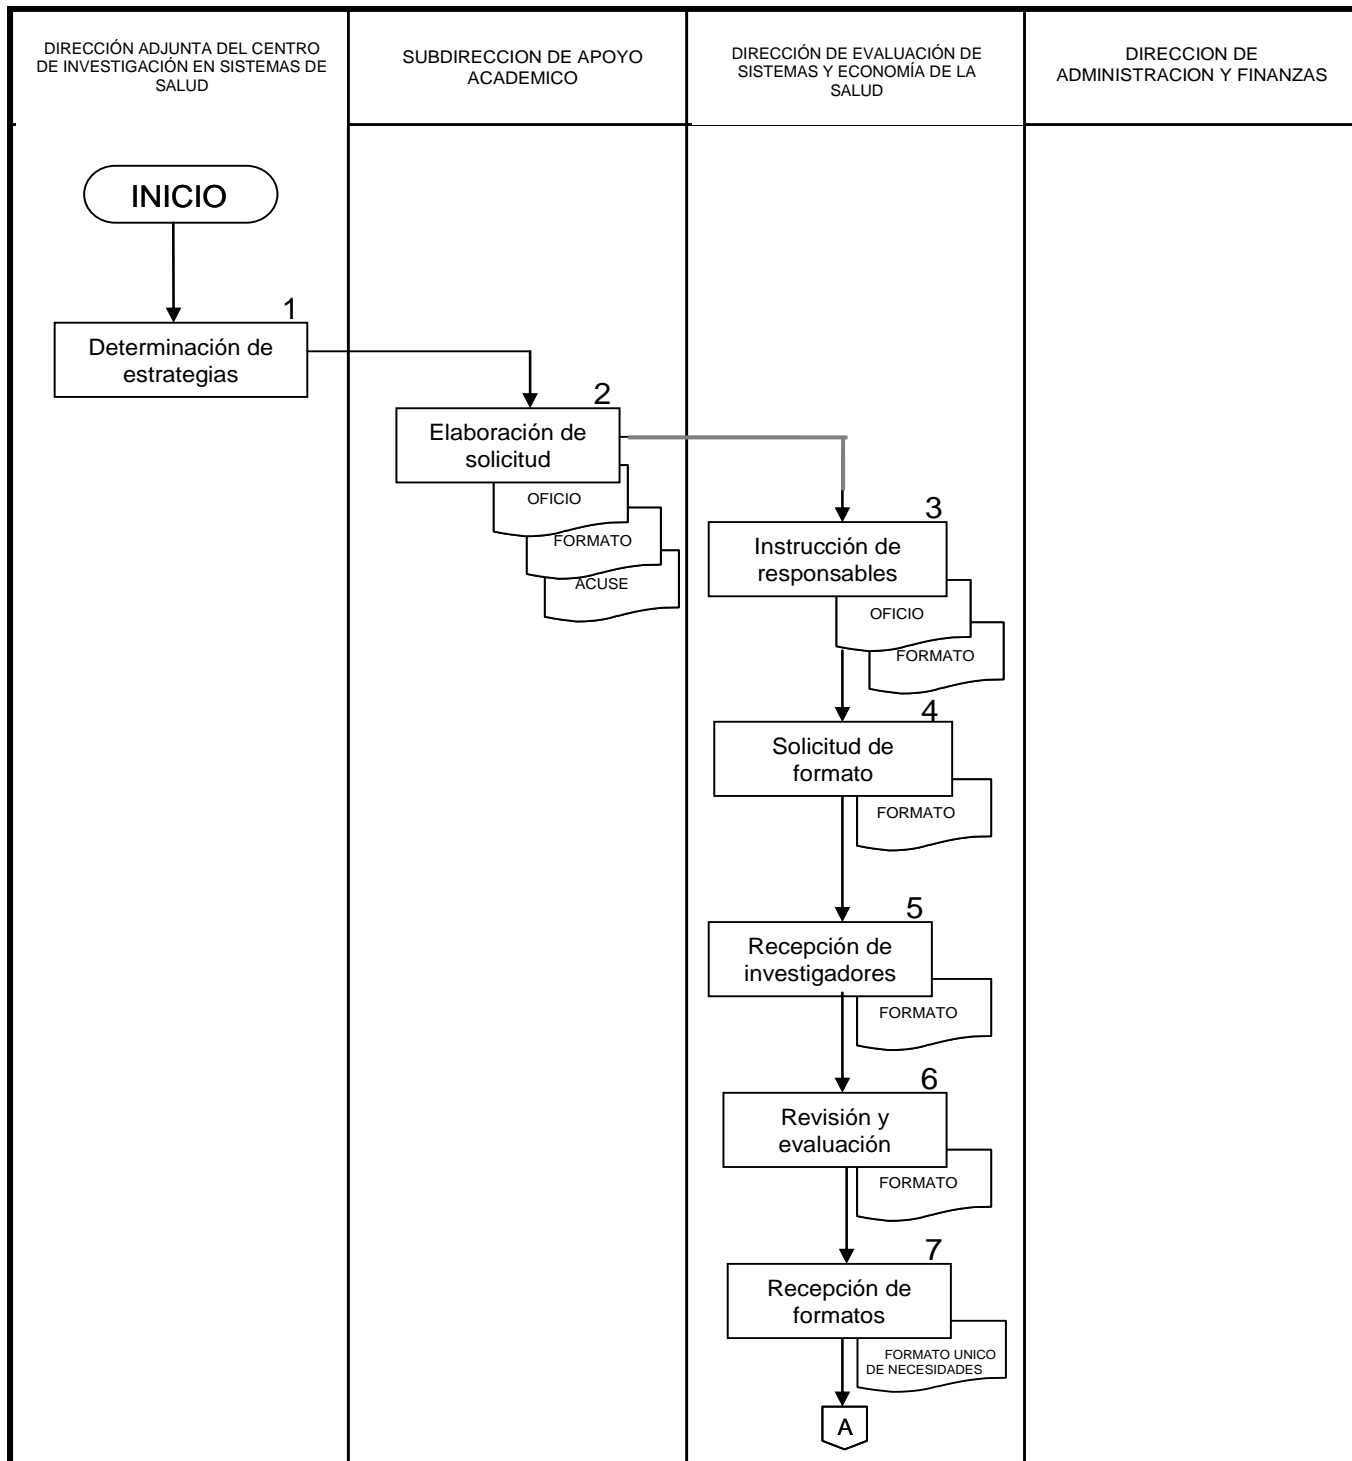 DIRECCIÓN ADJUNTA DEL CENTRO
DE INVESTIGACIÓN EN SISTEMAS DE
SALUD
SUBDIRECCION DE APOYO
ACADEMICO
DIRECCIÓN DE EVALUACIÓN DE
SISTEMAS Y ECONOMÍA DE LA
SALUD
DIRECCION DE
ADMINISTRACION Y FINANZAS
INICIO
1
Determinación de
estrategias
2
Elaboración de
solicitud
OFICIO
FORMATO
ACUSE
3
Instrucción de
responsables
OFICIO
FORMATO
4
Solicitud de
formato
FORMATO
5
Recepción de
investigadores
FORMATO
6
Revisión y
evaluación
FORMATO
7
Recepción de
formatos
FORMATO UNICO
DE NECESIDADES
A